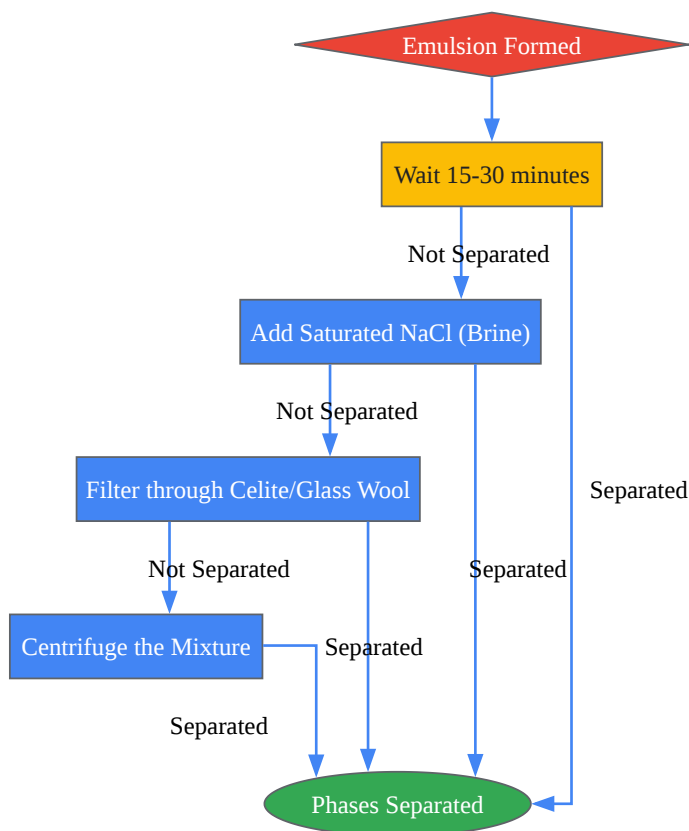 Emulsion Formed
Wait 15-30 minutes
Not Separated
Add Saturated NaCl (Brine)
Not Separated
Filter through Celite/Glass Wool
Separated
Not Separated
Separated
Centrifuge the Mixture
Separated
Separated
Phases Separated